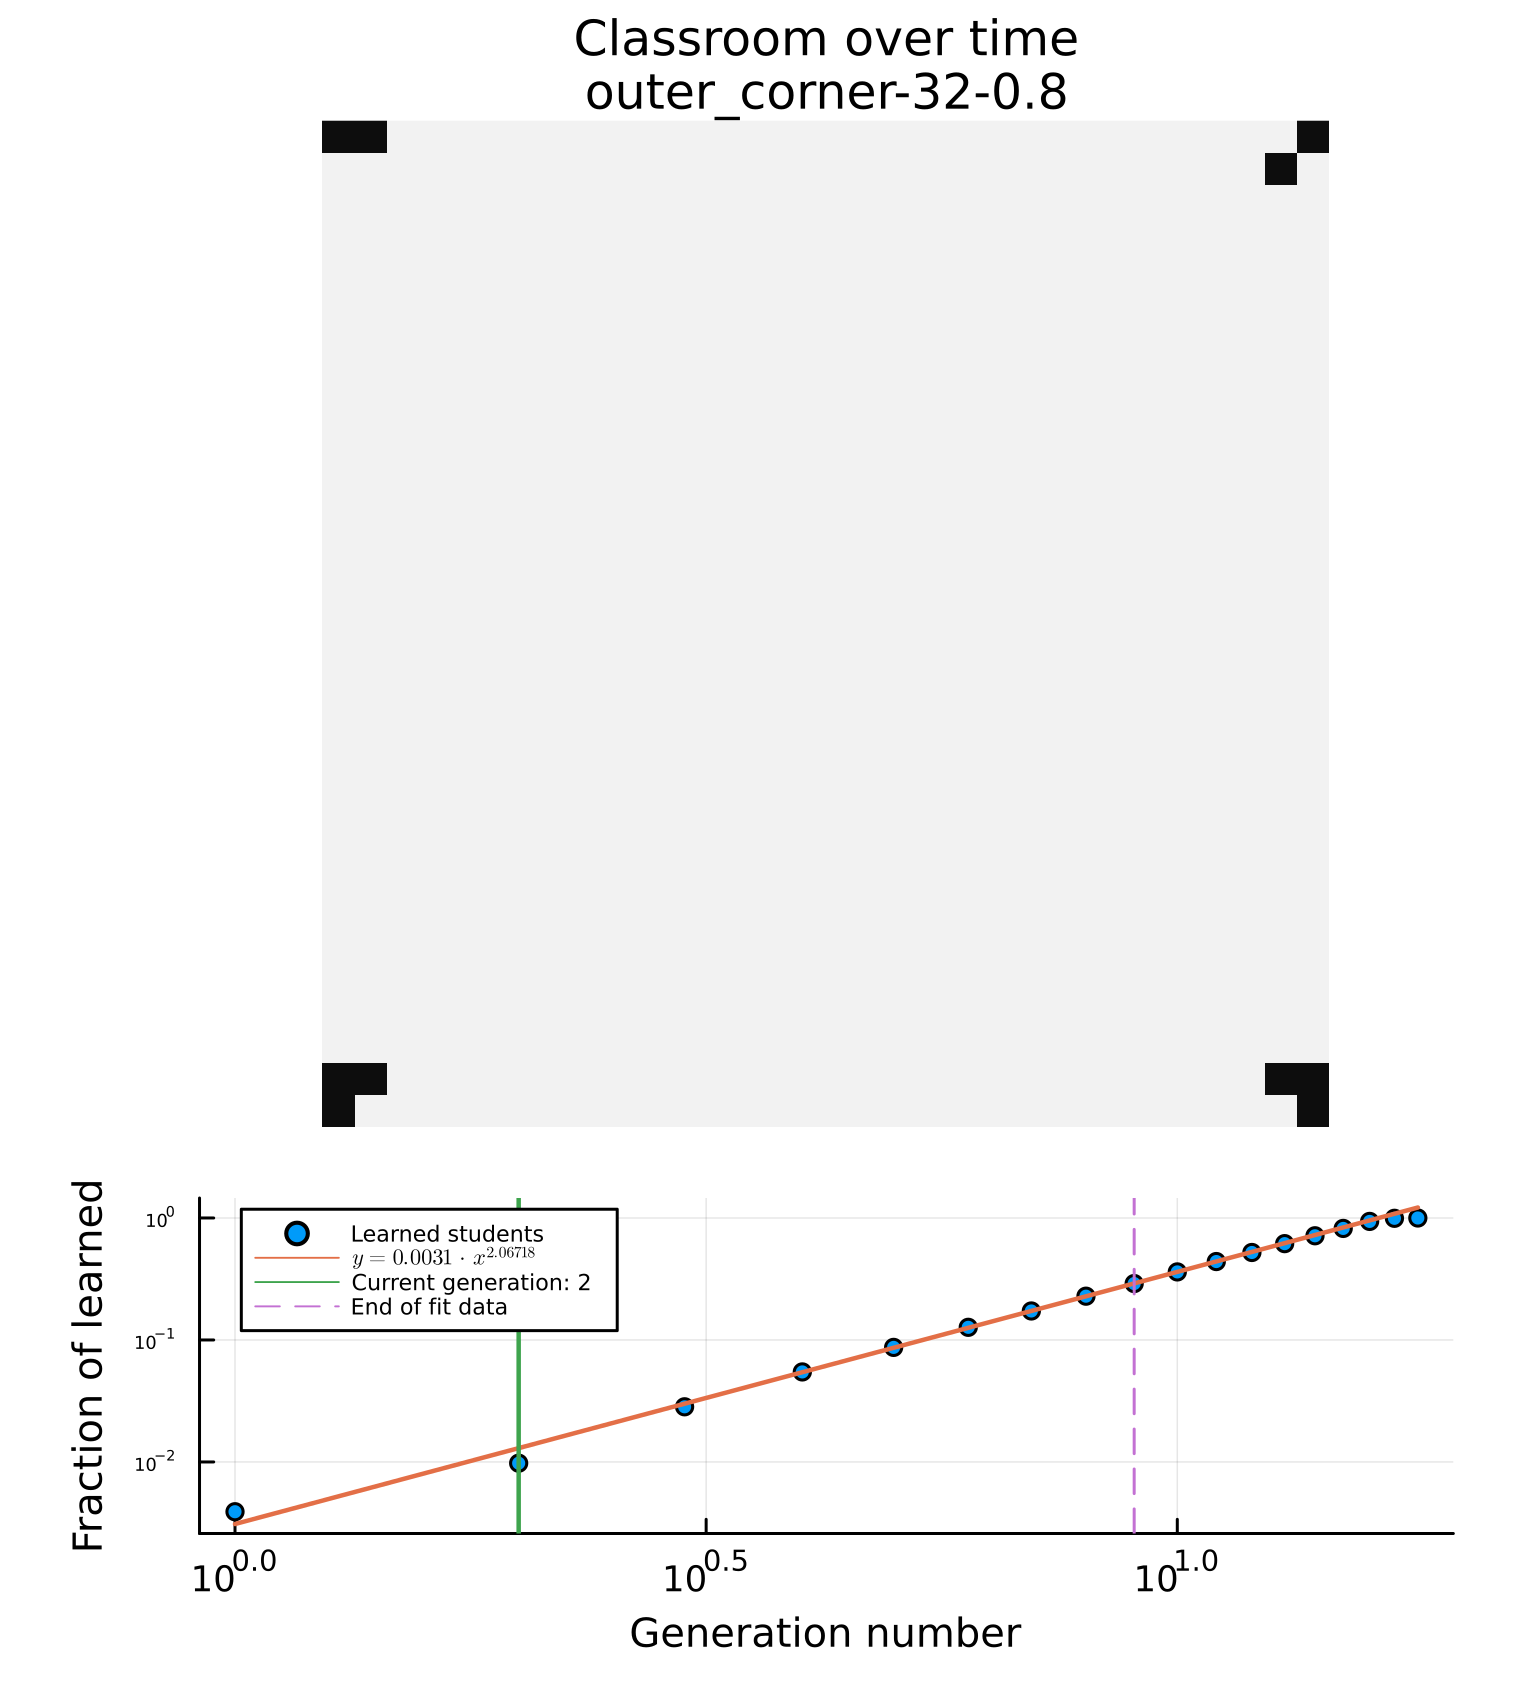 Classroom over time
outer_corner-32-0.8
Fraction of learned
10^0
10^-1
10^-2
Learned students
y = 0.0031 · x^2.06718
Current generation: 2
End of fit data
10^0.0 10^0.5 10^1.0
Generation number